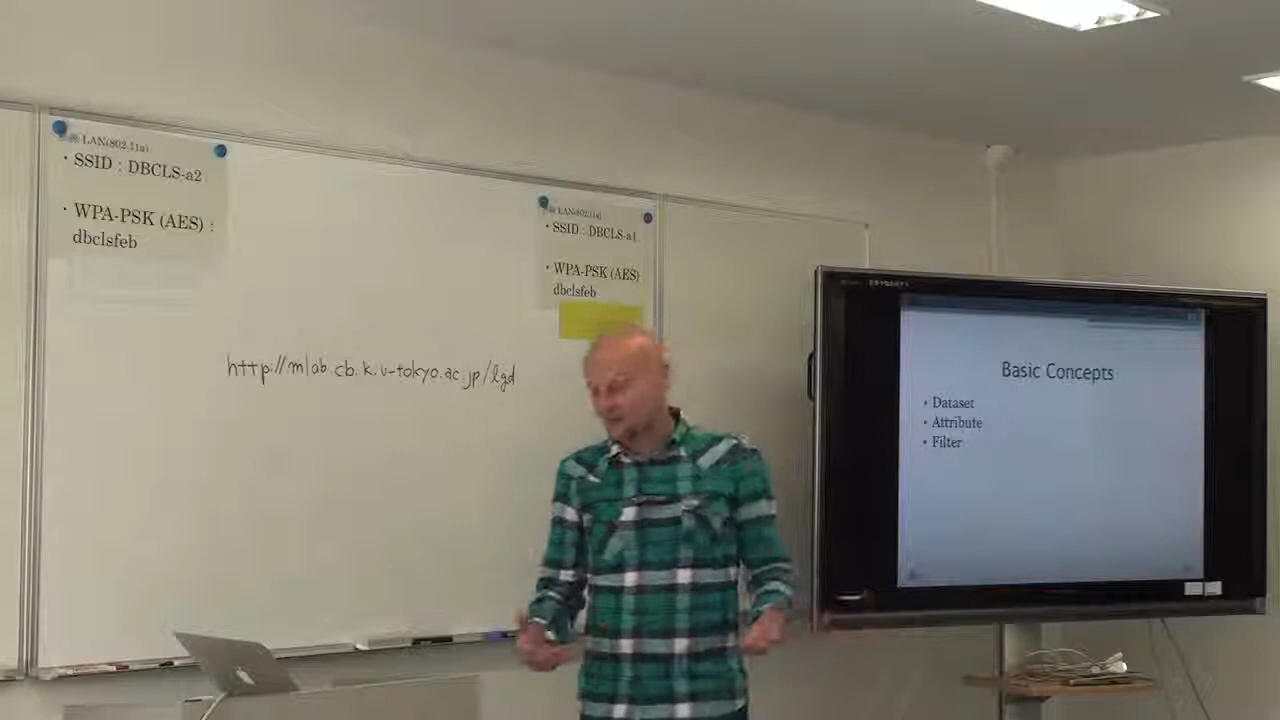 LAN(802.11a)
・SSID : DBCLS-a2
・WPA-PSK (AES) :
dbclsfeb
LAN(802.11a)
・SSID : DBCLS-a1
・WPA-PSK (AES)
dbclsfeb
http://mlab.cb.k.u-tokyo.ac.jp/lgd
Basic Concepts
• Dataset
• Attribute
• Filter